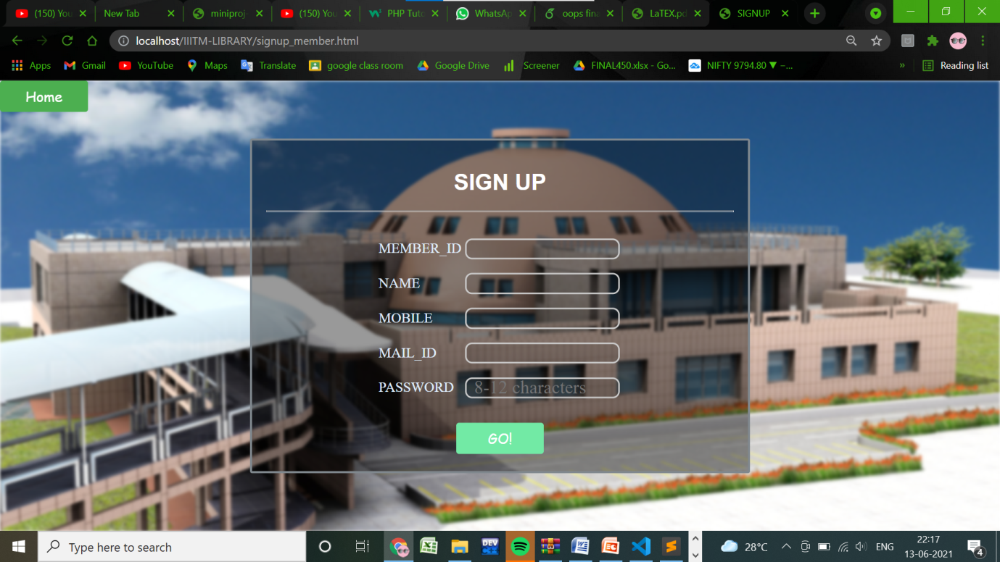 (150) You
New Tab
miniproj
(150) You
PHP Tuto
WhatsAp
oops fina
LaTEX.pd
SIGNUP
localhost/IIITM-LIBRARY/signup_member.html
Apps
Gmail
YouTube
Maps
Translate
google class room
Google Drive
Screener
FINAL450.xlsx - Go...
NIFTY 9794.80 ▼ –...
»
Reading list
Home
SIGN UP
MEMBER_ID
NAME
MOBILE
MAIL_ID
PASSWORD 8-12 characters
GO!
Type here to search
DEV
28°C
ENG
22:17
13-06-2021
4